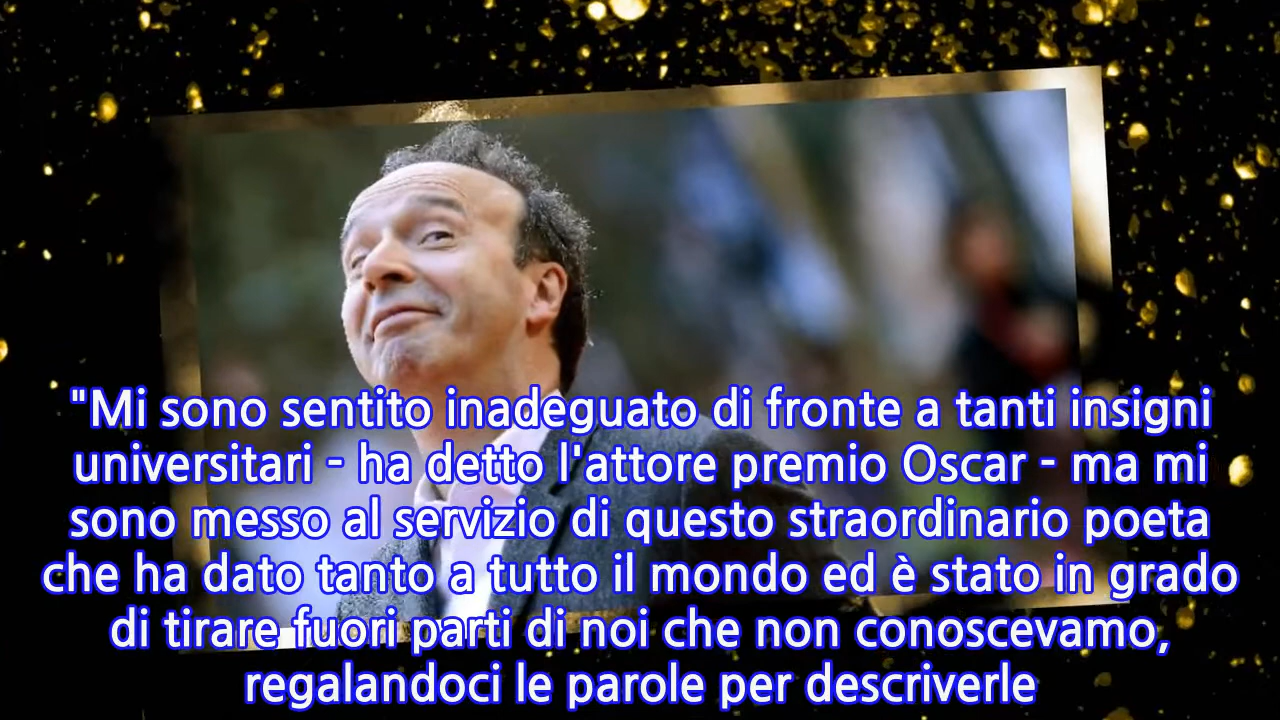 "Mi sono sentito inadeguato di fronte a tanti insigni
universitari - ha detto l'attore premio Oscar - ma mi
sono messo al servizio di questo straordinario poeta
che ha dato tanto a tutto il mondo ed è stato in grado
di tirare fuori parti di noi che non conoscevamo,
regalandoci le parole per descriverle